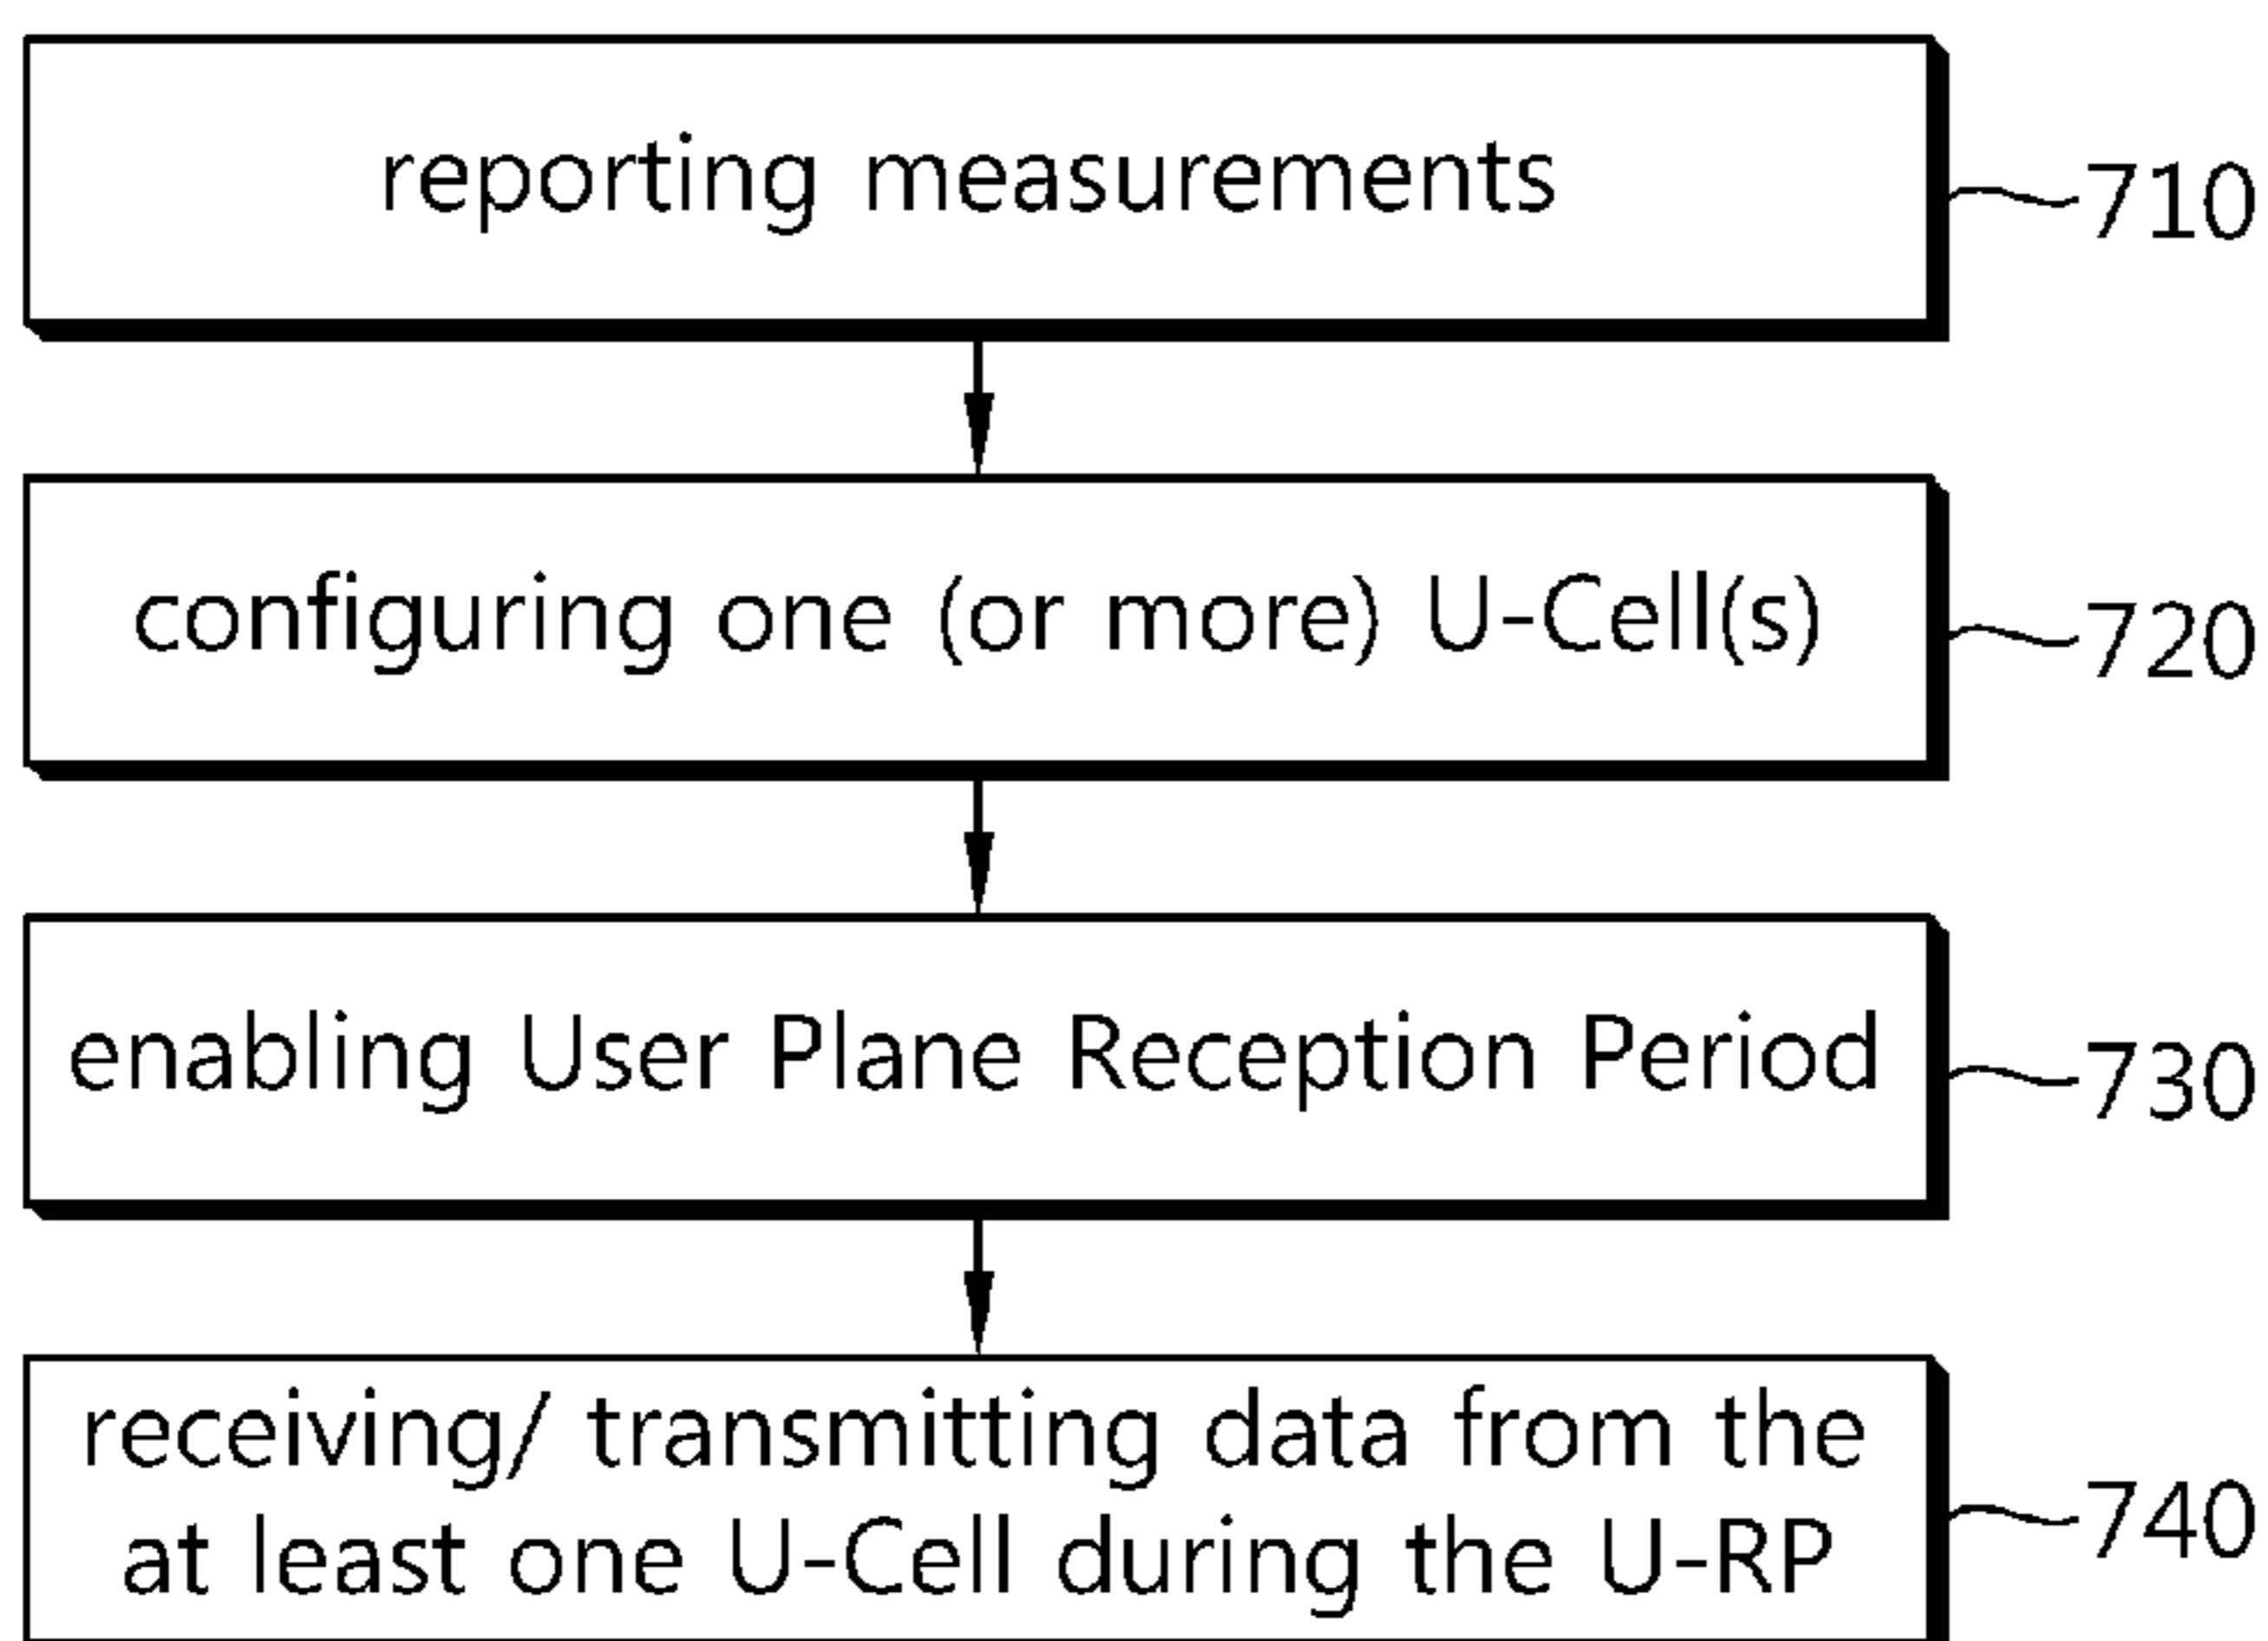 reporting measurements
710
configuring one (or more) U-Cell(s)
720
enabling User Plane Reception Period
730
receiving/ transmitting data from the
at least one U-Cell during the U-RP
740